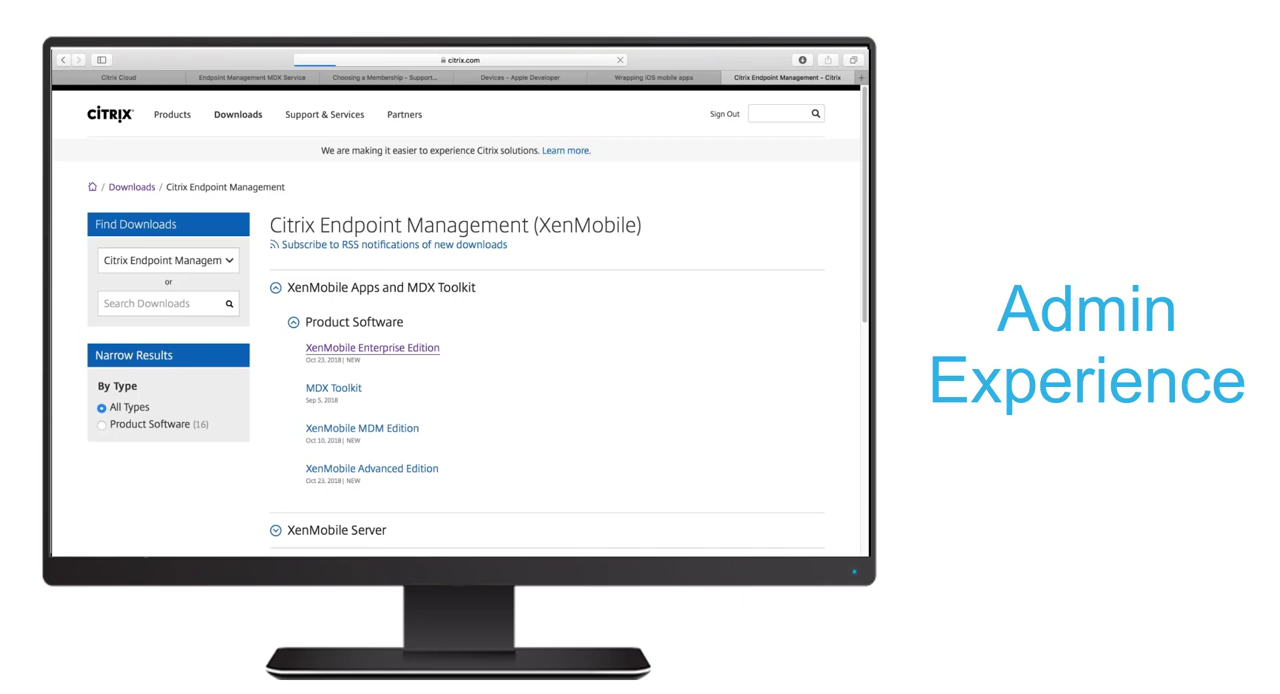 citrix.com
Citrix Cloud
Endpoint Management MDX Service
Choosing a Membership - Support...
Devices - Apple Developer
Wrapping iOS mobile apps
Citrix Endpoint Management - Citrix
CİTRIX
Products
Downloads
Support & Services
Partners
Sign Out
We are making it easier to experience Citrix solutions. Learn more.
/ Downloads / Citrix Endpoint Management
Find Downloads
Citrix Endpoint Managem
or
Search Downloads
Narrow Results
By Type
All Types
Product Software (16)
Citrix Endpoint Management (XenMobile)
Subscribe to RSS notifications of new downloads
XenMobile Apps and MDX Toolkit
Product Software
XenMobile Enterprise Edition
Oct 23, 2018 | NEW
MDX Toolkit
Sep 5, 2018
XenMobile MDM Edition
Oct 10, 2018 | NEW
XenMobile Advanced Edition
Oct 23, 2018 | NEW
XenMobile Server
Admin
Experience